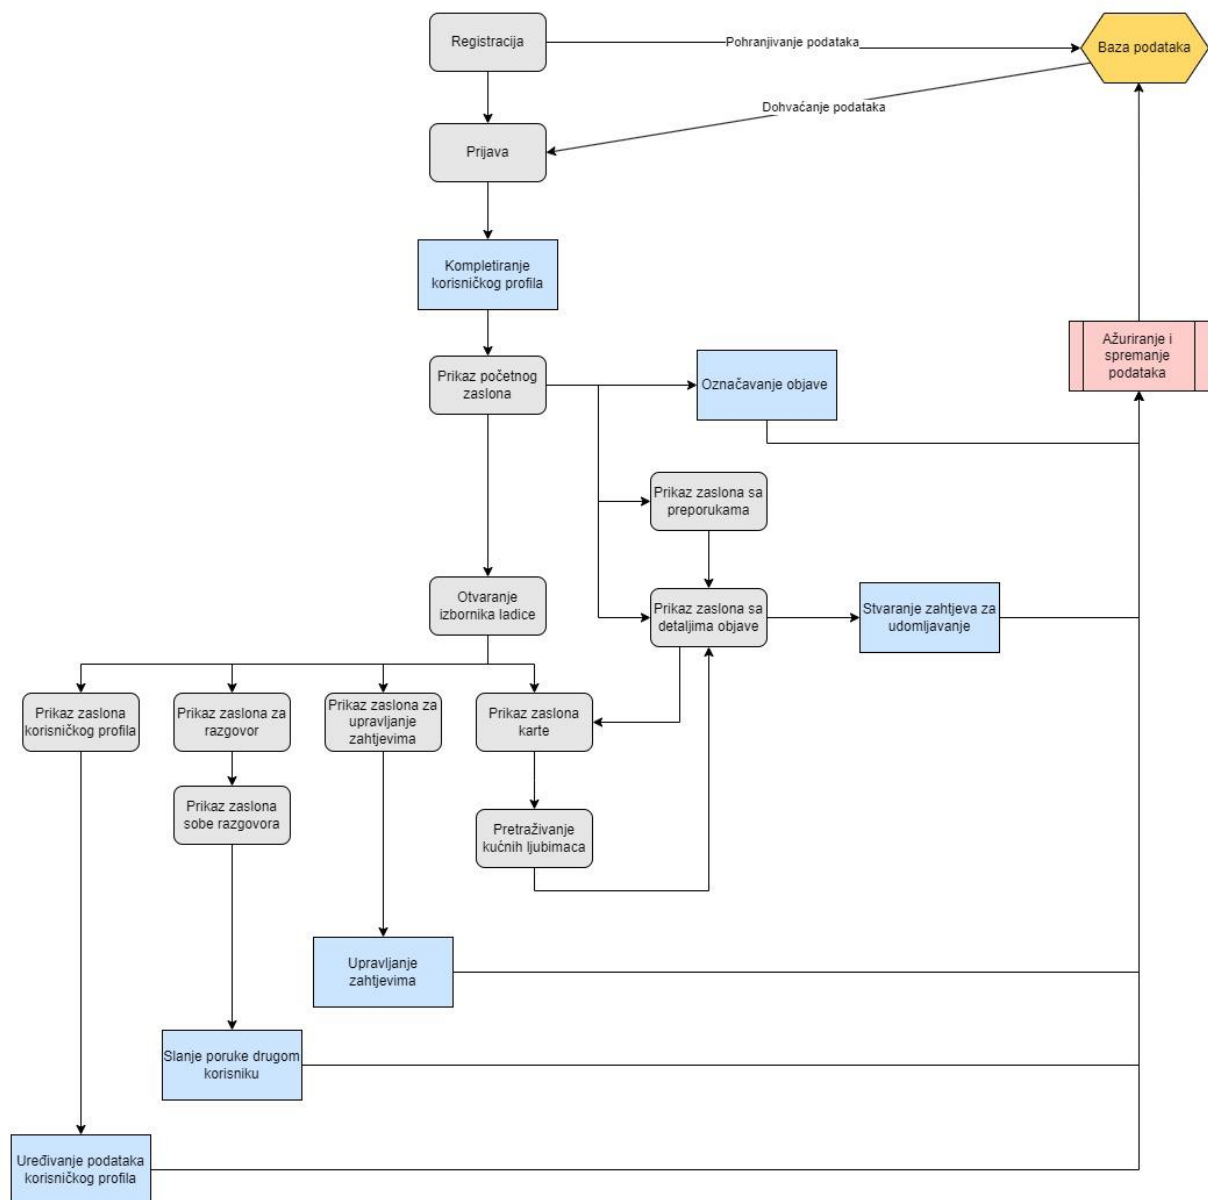 Registracija
Pohranjivanje podataka
Baza podataka
Dohvaćanje podataka
Prijava
Kompletiranje
korisničkog profila
Ažuriranje i
spremanje
podataka
Prikaz početnog
zaslona
Označavanje objave
Prikaz zaslona sa
preporukama
Otvaranje
izbornika ladice
Prikaz zaslona sa
detaljima objave
Stvaranje zahtjeva za
udomljavanje
Prikaz zaslona
korisničkog profila
Prikaz zaslona za
razgovor
Prikaz zaslona za
upravljanje
zahtjevima
Prikaz zaslona
karte
Prikaz zaslona
sobe razgovora
Pretraživanje
kućnih ljubimaca
Upravljanje
zahtjevima
Slanje poruke drugom
korisniku
Uređivanje podataka
korisničkog profila